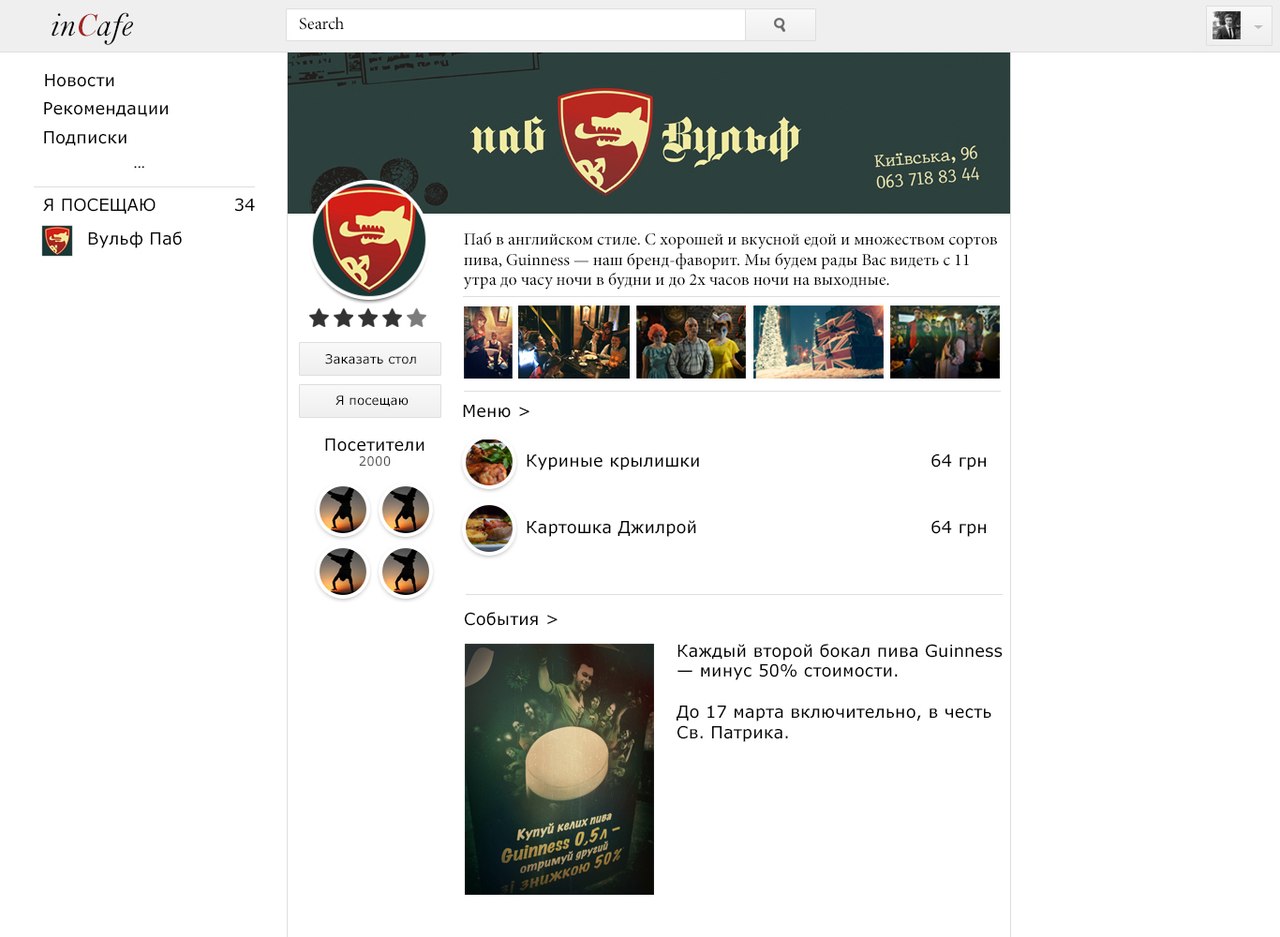 inCafe
Search
Новости
Рекомендации
Подписки
...
Я ПОСЕЩАЮ 34
Вульф Паб
паб Вульф
Київська, 96
063 718 83 44
Паб в английском стиле. С хорошей и вкусной едой и множеством сортов
пива, Guinness — наш бренд-фаворит. Мы будем рады Вас видеть с 11
утра до часу ночи в будни и до 2х часов ночи на выходные.
Заказать стол
Я посещаю
Посетители
2000
Меню >
Куриные крылишки 64 грн
Картошка Джилрой 64 грн
События >
Купуй келих пива
Guinness 0,5л –
отримуй другий
зі знижкою 50%
Каждый второй бокал пива Guinness
— минус 50% стоимости.
До 17 марта включительно, в честь
Св. Патрика.